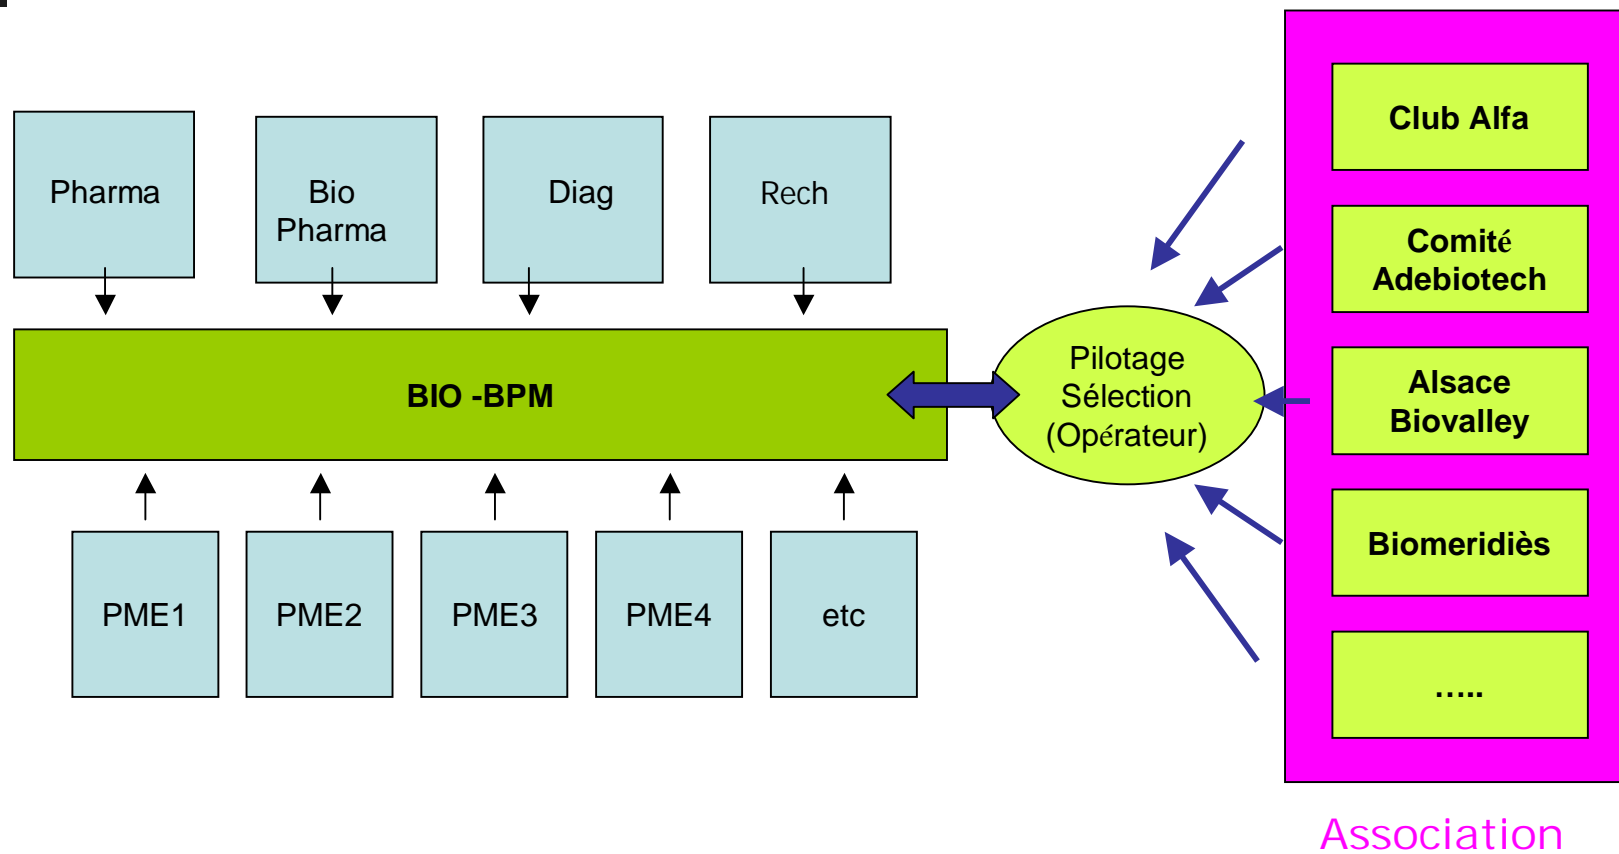 Pharma
Bio
Pharma
Diag
Rech
BIO -BPM
PME1
PME2
PME3
PME4
etc
Pilotage
Sélection
(Opérateur)
Club Alfa
Comité
Adebiotech
Alsace
Biovalley
Biomeridiès
…..
Association